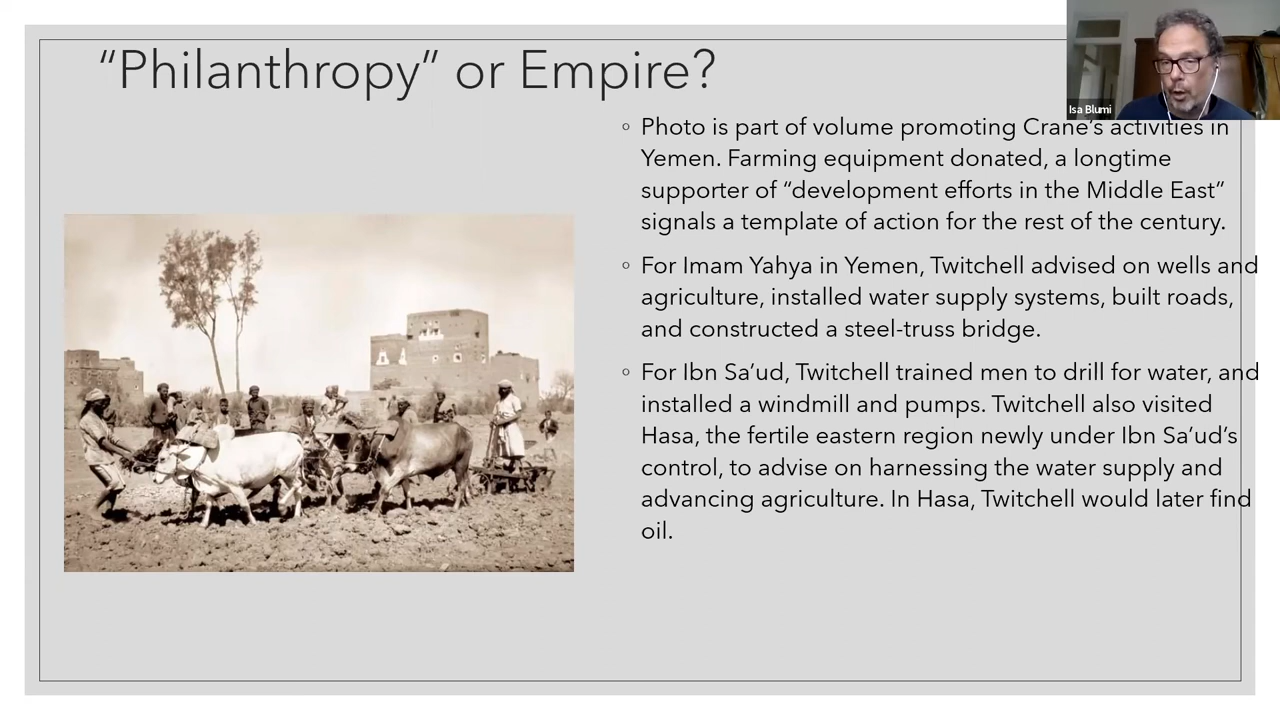 “Philanthropy” or Empire?
Isa Blumi
◦ Photo is part of volume promoting Crane’s activities in
Yemen. Farming equipment donated, a longtime
supporter of “development efforts in the Middle East”
signals a template of action for the rest of the century.
◦ For Imam Yahya in Yemen, Twitchell advised on wells and
agriculture, installed water supply systems, built roads,
and constructed a steel-truss bridge.
◦ For Ibn Sa’ud, Twitchell trained men to drill for water, and
installed a windmill and pumps. Twitchell also visited
Hasa, the fertile eastern region newly under Ibn Sa’ud’s
control, to advise on harnessing the water supply and
advancing agriculture. In Hasa, Twitchell would later find
oil.